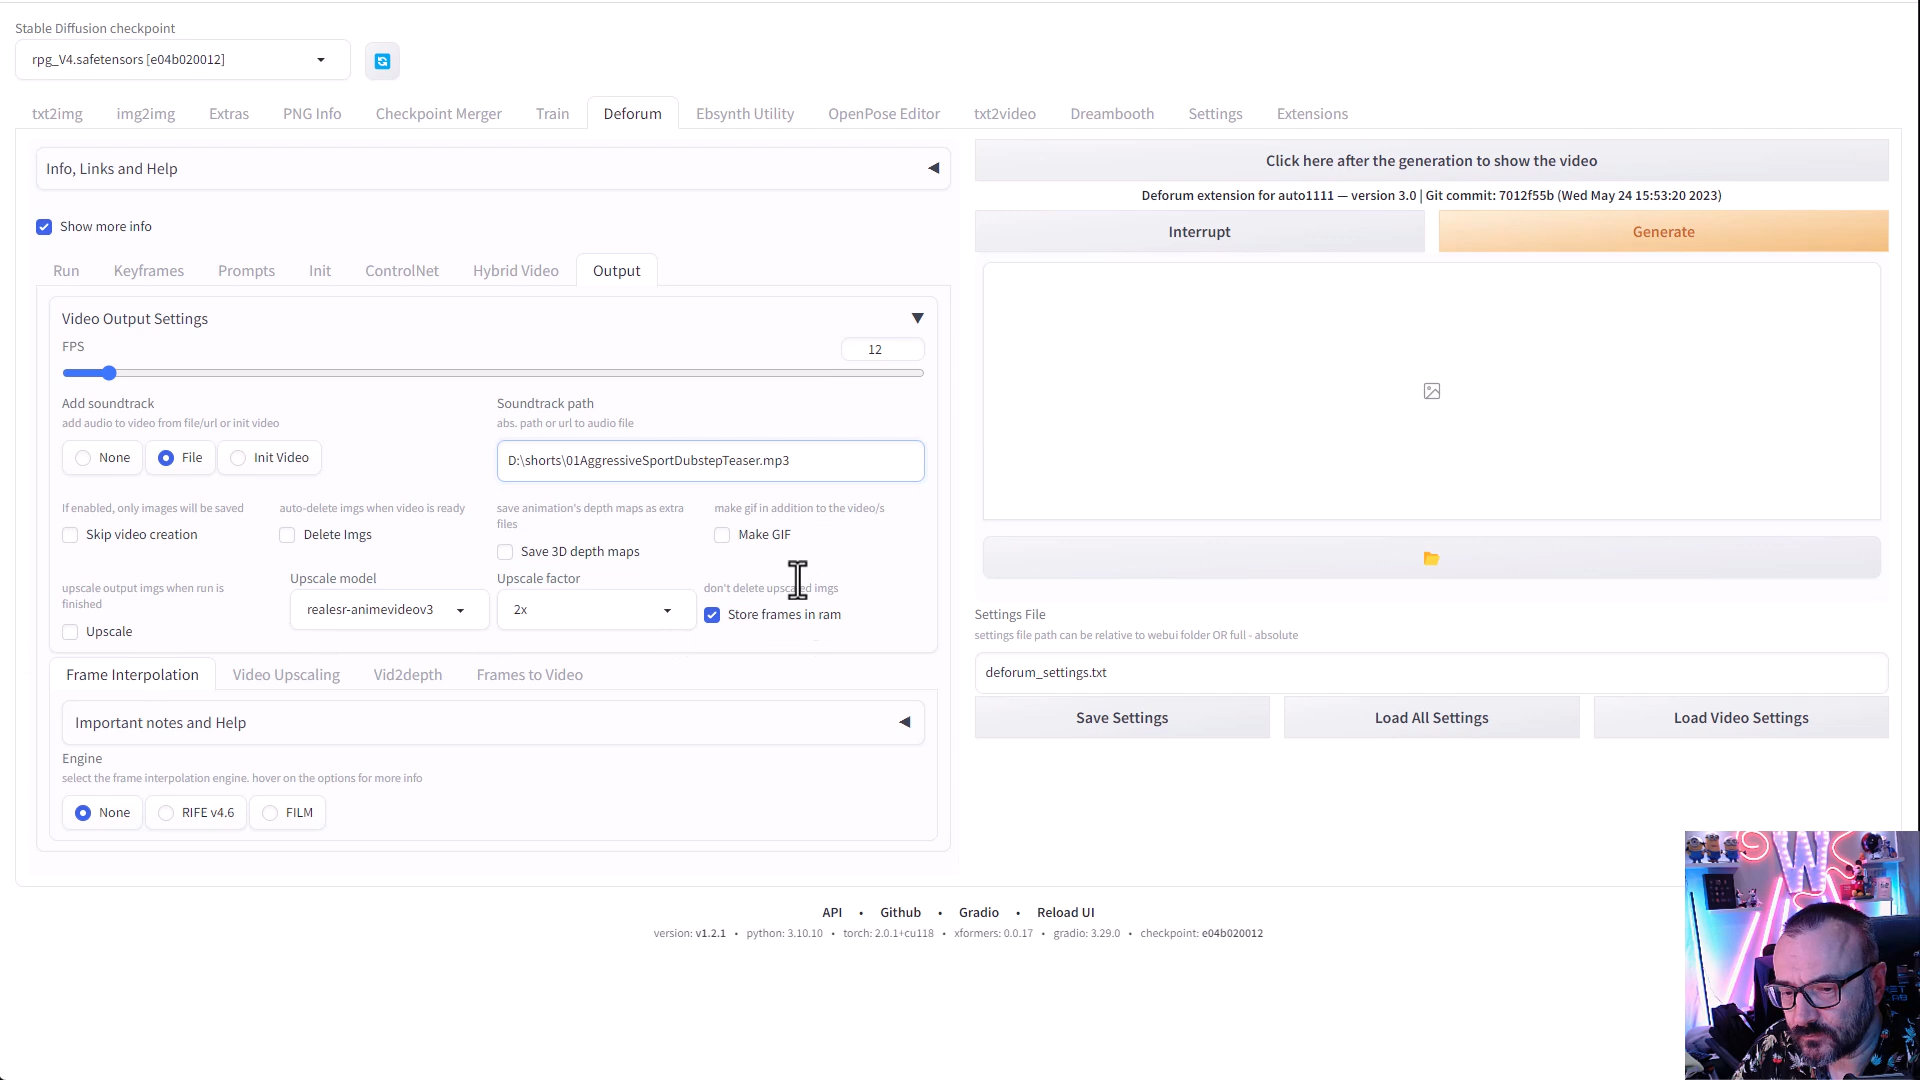 Stable Diffusion checkpoint
rpg_V4.safetensors [e04b020012]
txt2img img2img Extras PNG Info Checkpoint Merger Train Deforum Ebsynth Utility OpenPose Editor txt2video Dreambooth Settings Extensions
Info, Links and Help
Show more info
Run Keyframes Prompts Init ControlNet Hybrid Video Output
Video Output Settings
FPS
12
Add soundtrack
add audio to video from file/url or init video
None File Init Video
Soundtrack path
abs. path or url to audio file
D:\shorts\01AggressiveSportDubstepTeaser.mp3
If enabled, only images will be saved
Skip video creation
auto-delete imgs when video is ready
Delete Imgs
save animation's depth maps as extra
files
Save 3D depth maps
make gif in addition to the video/s
Make GIF
upscale output imgs when run is
finished
Upscale
Upscale model
realesr-animevideov3
Upscale factor
2x
don't delete upscaled imgs
Store frames in ram
Frame Interpolation Video Upscaling Vid2depth Frames to Video
Important notes and Help
Engine
select the frame interpolation engine. hover on the options for more info
None RIFE v4.6 FILM
Click here after the generation to show the video
Deforum extension for auto1111 — version 3.0 | Git commit: 7012f55b (Wed May 24 15:53:20 2023)
Interrupt Generate
Settings File
settings file path can be relative to webui folder OR full - absolute
deforum_settings.txt
Save Settings Load All Settings Load Video Settings
API • Github • Gradio • Reload UI
version: v1.2.1 • python: 3.10.10 • torch: 2.0.1+cu118 • xformers: 0.0.17 • gradio: 3.29.0 • checkpoint: e04b020012